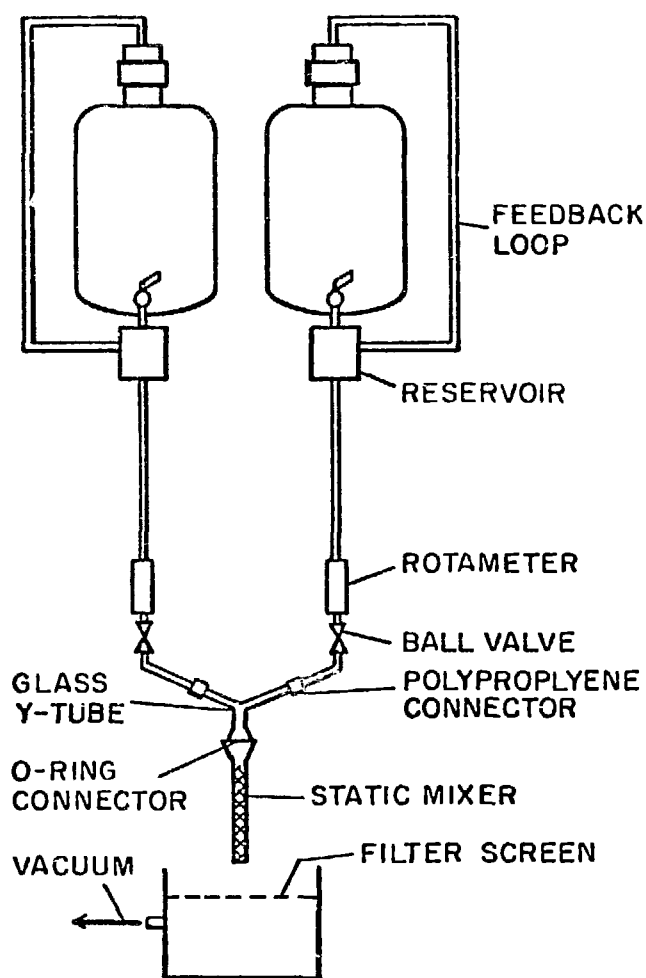 FEEDBACK
LOOP
RESERVOIR
ROTAMETER
BALL VALVE
GLASS
Y-TUBE
POLYPROPLYENE
CONNECTOR
O-RING
CONNECTOR
STATIC MIXER
FILTER SCREEN
VACUUM